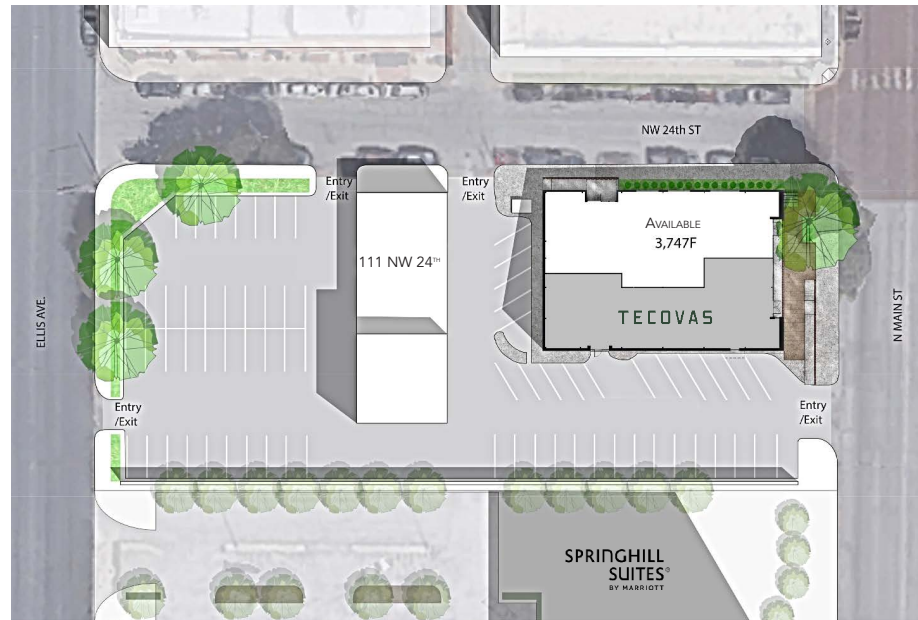 NW 24th ST
Entry
/Exit
Entry
/Exit
AVAILABLE
3,747F
111 NW 24TH
TECOVAS
ELLIS AVE.
N MAIN ST
Entry
/Exit
Entry
/Exit
SPRINGHILL
SUITES®
BY MARRIOTT